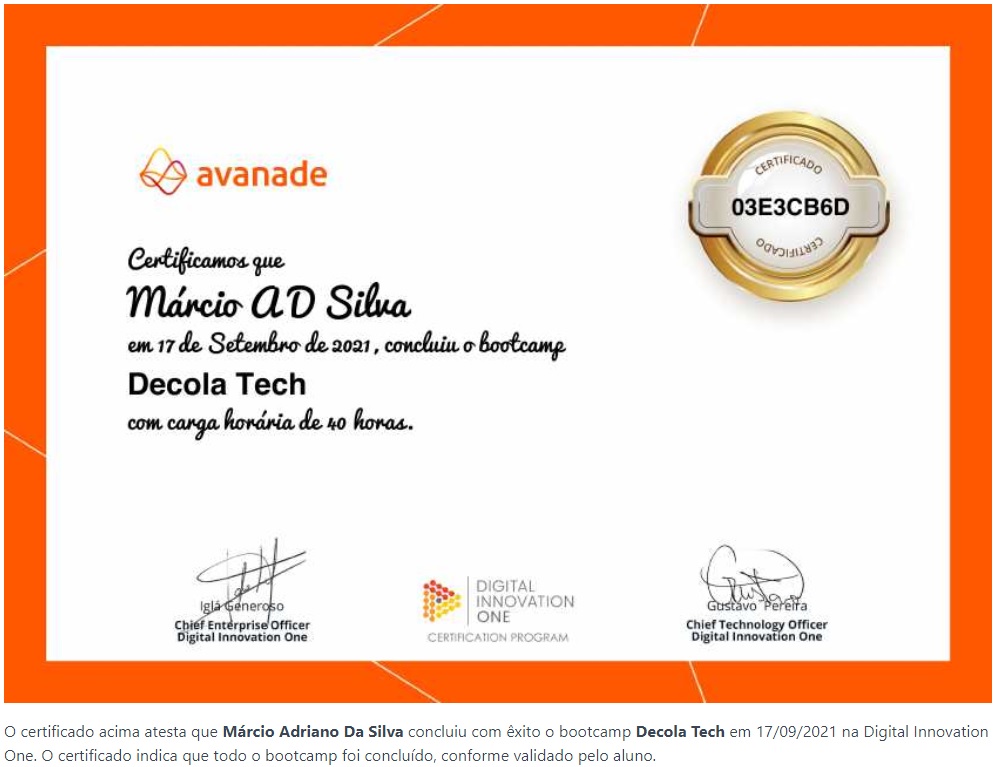 avanade
CERTIFICADO
03E3CB6D
CERTIFICADO
Certificamos que
Márcio A D Silva
em 17 de Setembro de 2021 , concluiu o bootcamp
Decola Tech
com carga horária de 40 horas.
Iglá Generoso
Chief Enterprise Officer
Digital Innovation One
DIGITAL
INNOVATION
ONE
CERTIFICATION PROGRAM
Gustavo Pereira
Chief Technology Officer
Digital Innovation One
O certificado acima atesta que Márcio Adriano Da Silva concluiu com êxito o bootcamp Decola Tech em 17/09/2021 na Digital Innovation
One. O certificado indica que todo o bootcamp foi concluído, conforme validado pelo aluno.